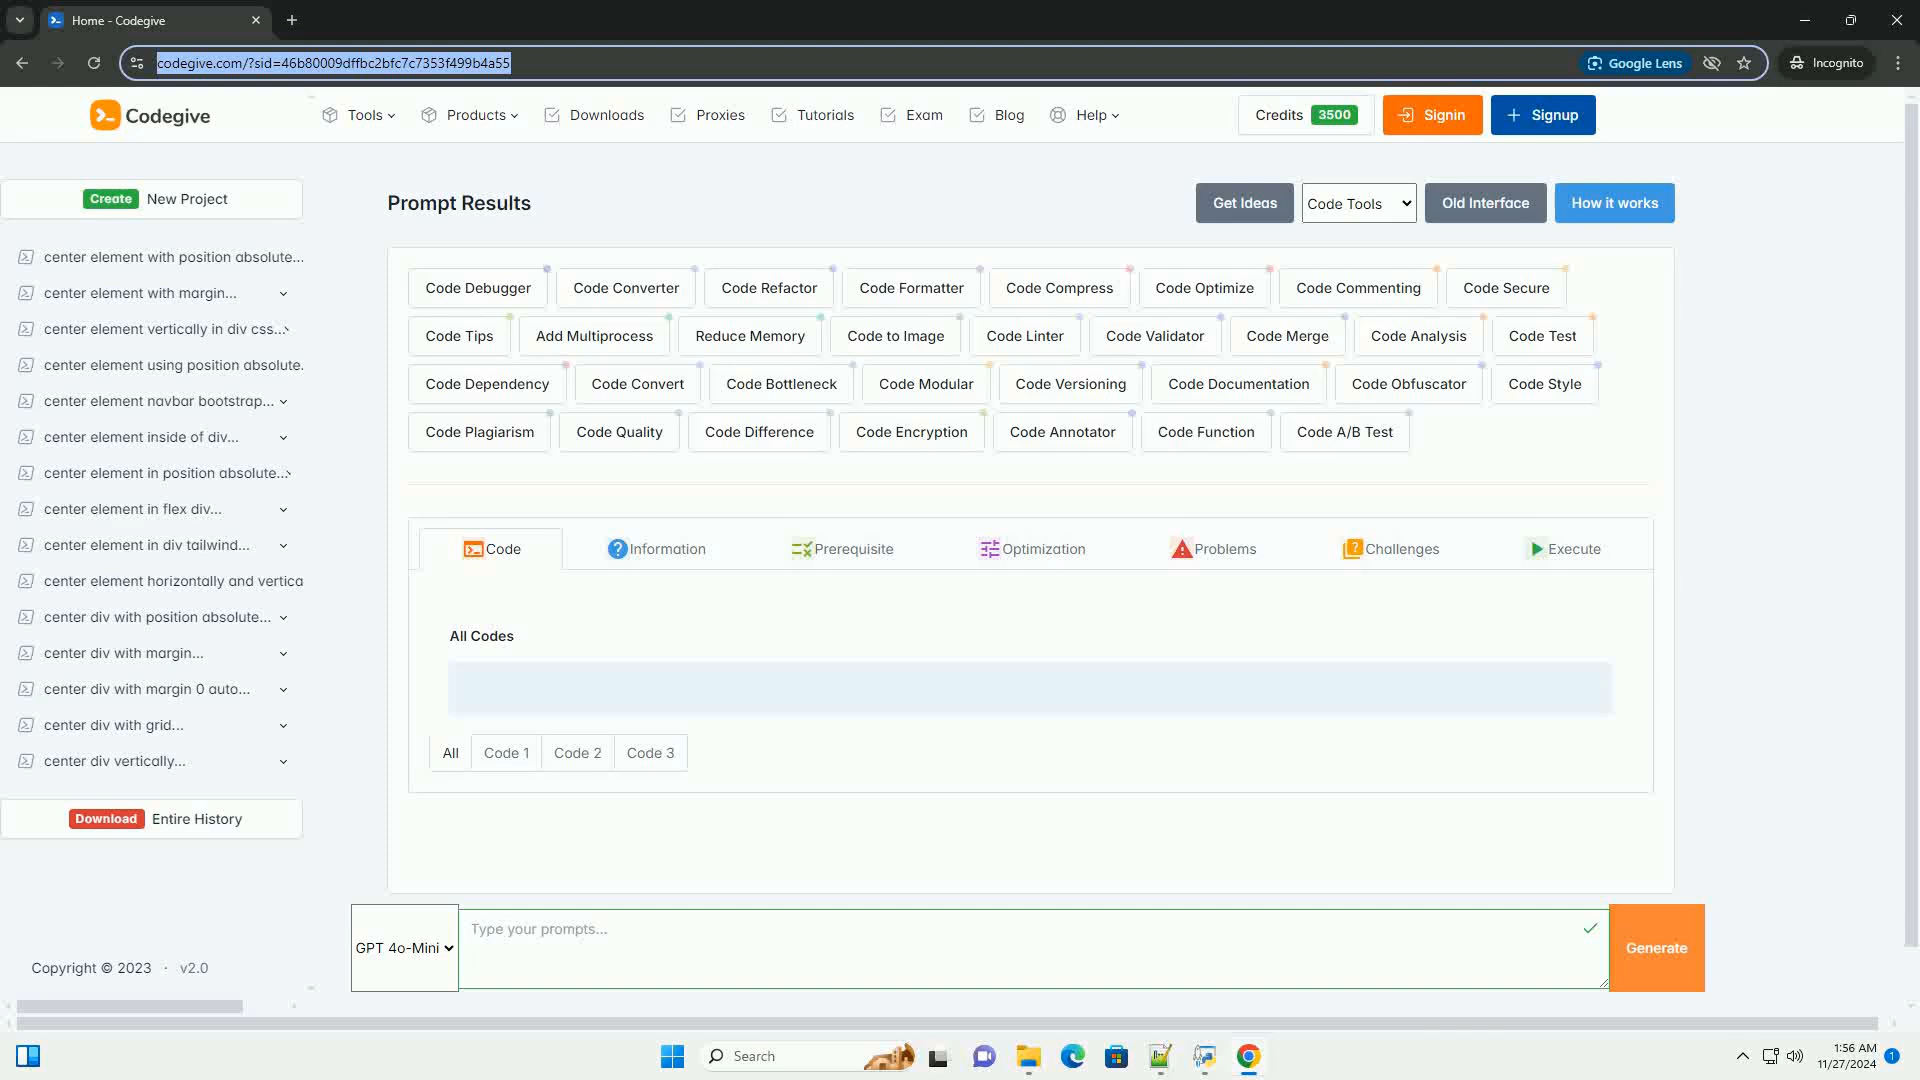 Home - Codegive
codegive.com/?sid=46b80009dffbc2bfc7c7353f499b4a55
Google Lens
Incognito
Codegive
Tools
Products
Downloads
Proxies
Tutorials
Exam
Blog
Help
Credits 3500
Signin
Signup
Create New Project
center element with position absolute...
center element with margin...
center element vertically in div css...
center element using position absolute.
center element navbar bootstrap...
center element inside of div...
center element in position absolute...
center element in flex div...
center element in div tailwind...
center element horizontally and vertica
center div with position absolute...
center div with margin...
center div with margin 0 auto...
center div with grid...
center div vertically...
Download Entire History
Copyright © 2023 · v2.0
Prompt Results
Get Ideas
Code Tools
Old Interface
How it works
Code Debugger
Code Converter
Code Refactor
Code Formatter
Code Compress
Code Optimize
Code Commenting
Code Secure
Code Tips
Add Multiprocess
Reduce Memory
Code to Image
Code Linter
Code Validator
Code Merge
Code Analysis
Code Test
Code Dependency
Code Convert
Code Bottleneck
Code Modular
Code Versioning
Code Documentation
Code Obfuscator
Code Style
Code Plagiarism
Code Quality
Code Difference
Code Encryption
Code Annotator
Code Function
Code A/B Test
Code
Information
Prerequisite
Optimization
Problems
Challenges
Execute
All Codes
All
Code 1
Code 2
Code 3
GPT 4o-Mini
Type your prompts...
Generate
Search
1:56 AM
11/27/2024
1